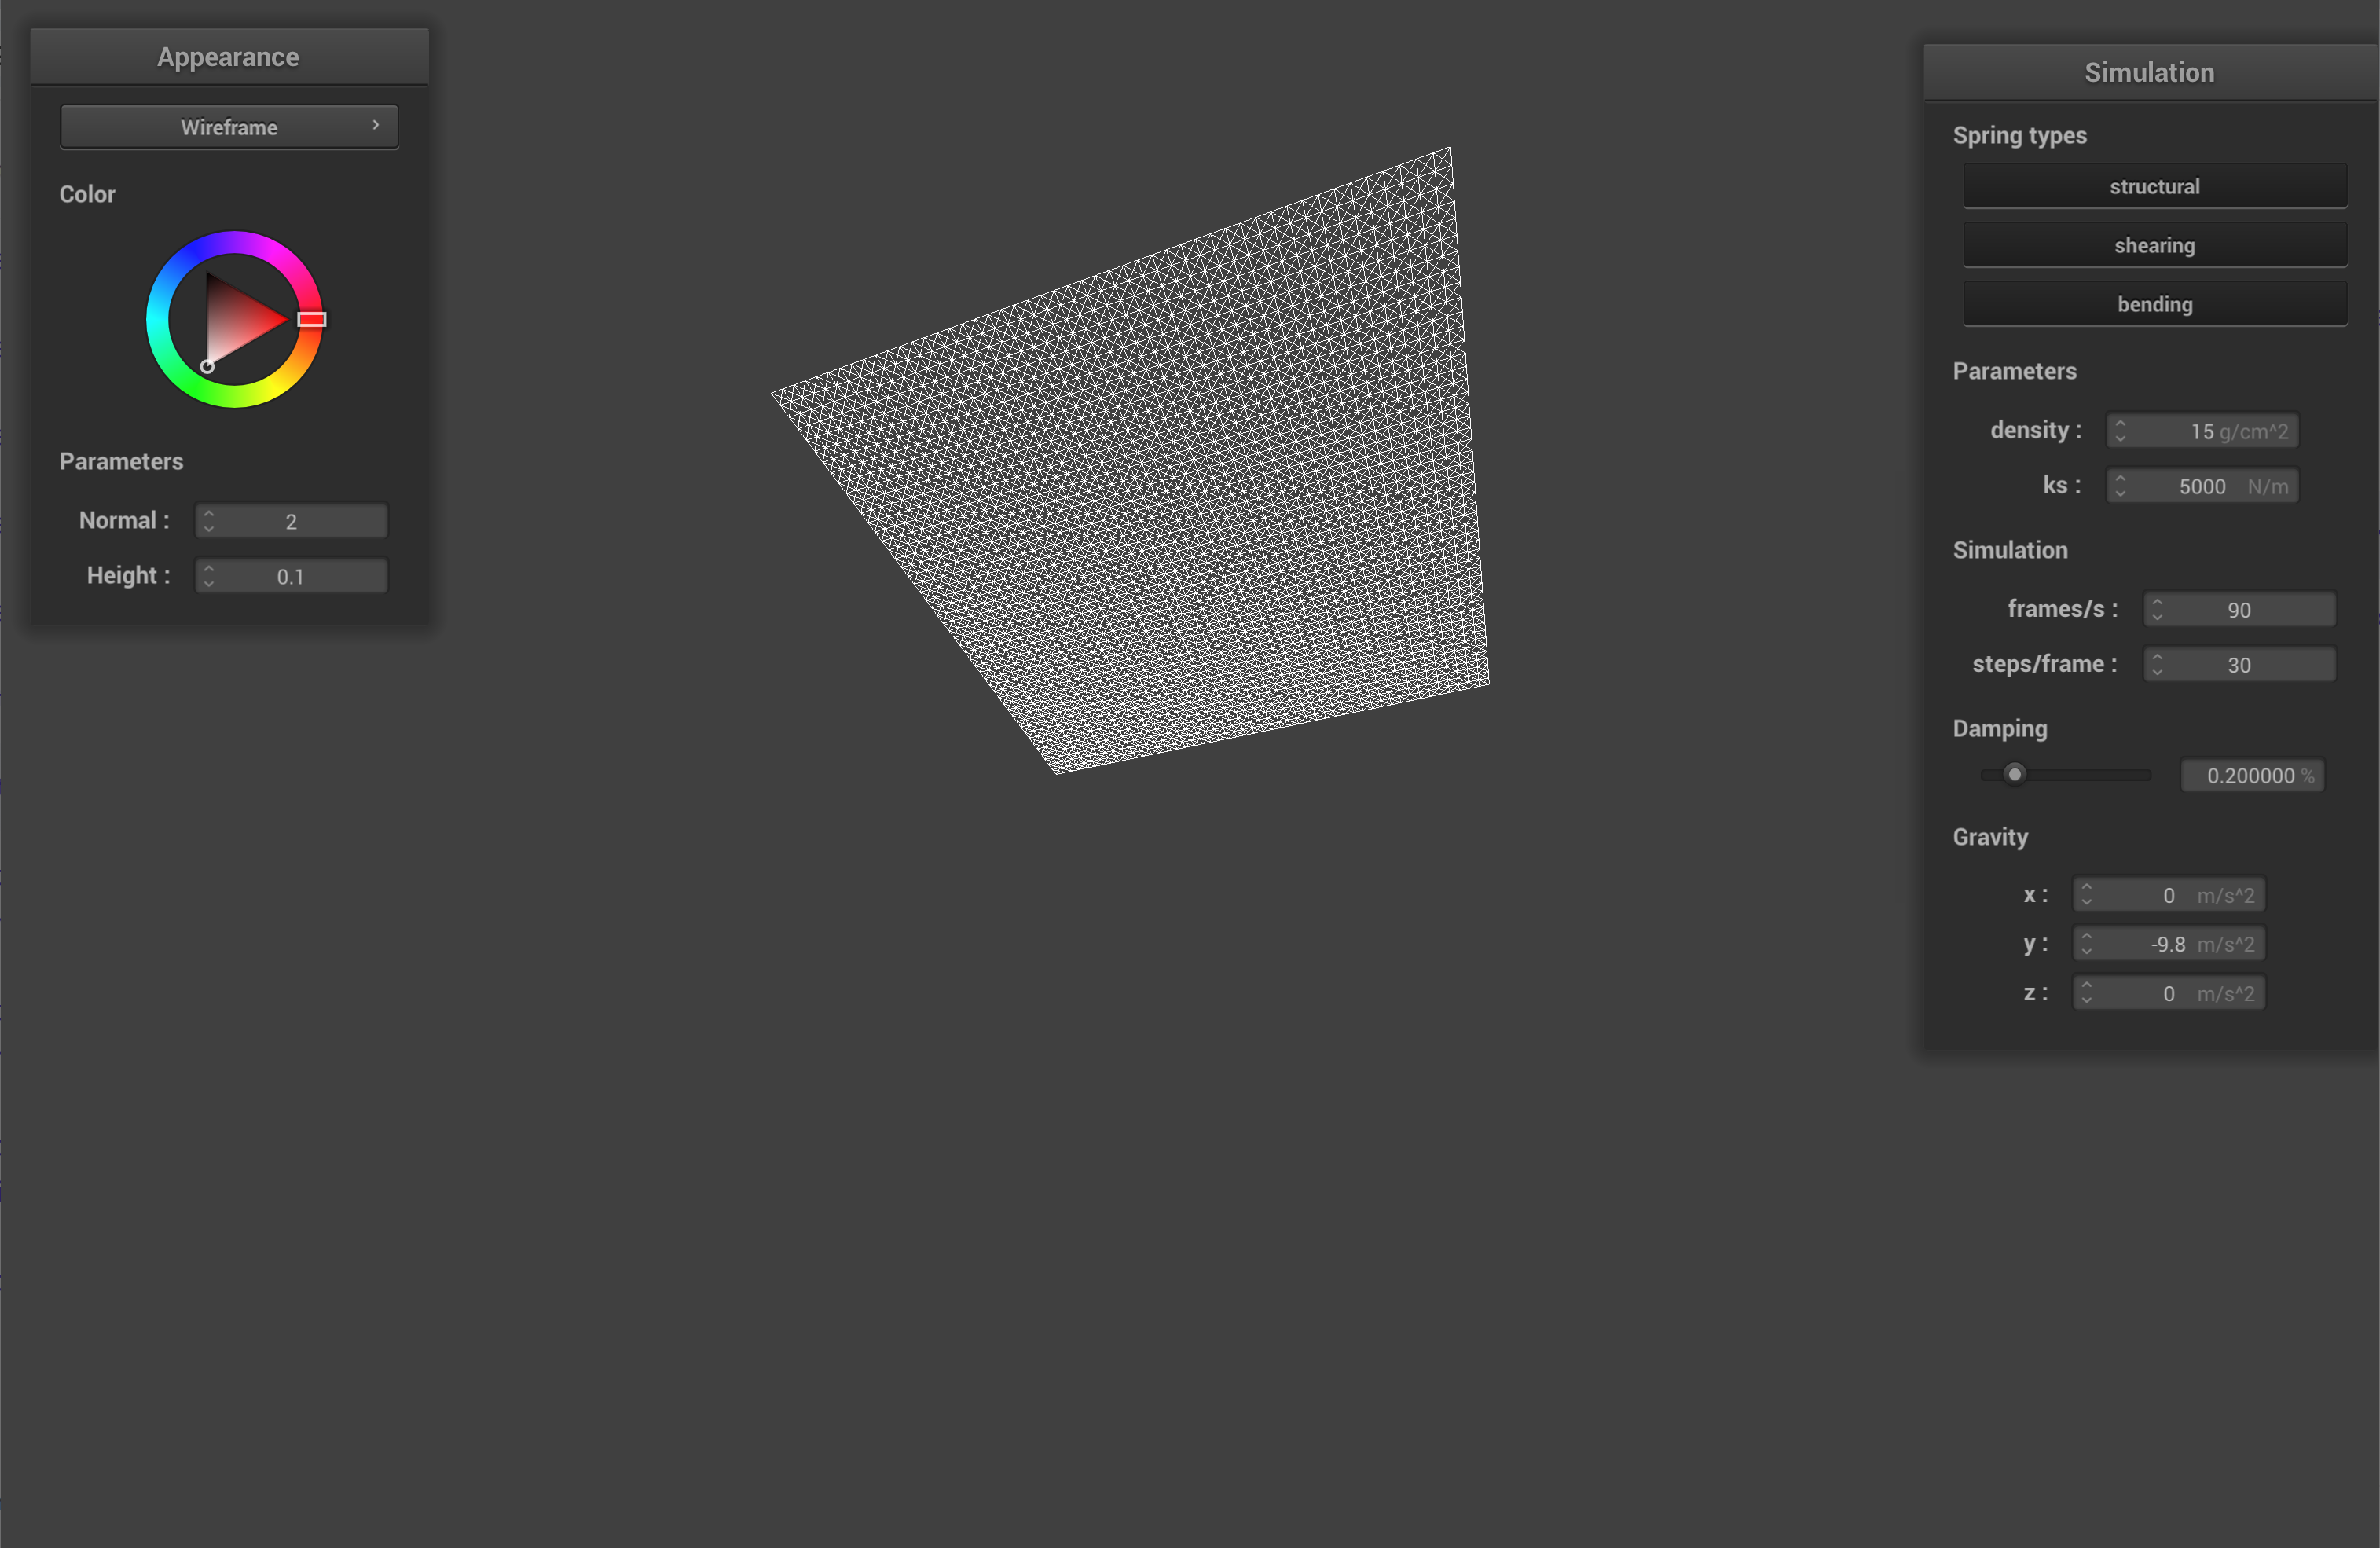 Appearance
Wireframe
Color
Parameters
Normal : 2
Height : 0.1
Simulation
Spring types
structural
shearing
bending
Parameters
density : 15 g/cm^2
ks : 5000 N/m
Simulation
frames/s : 90
steps/frame : 30
Damping
0.200000 %
Gravity
x : 0 m/s^2
y : -9.8 m/s^2
z : 0 m/s^2